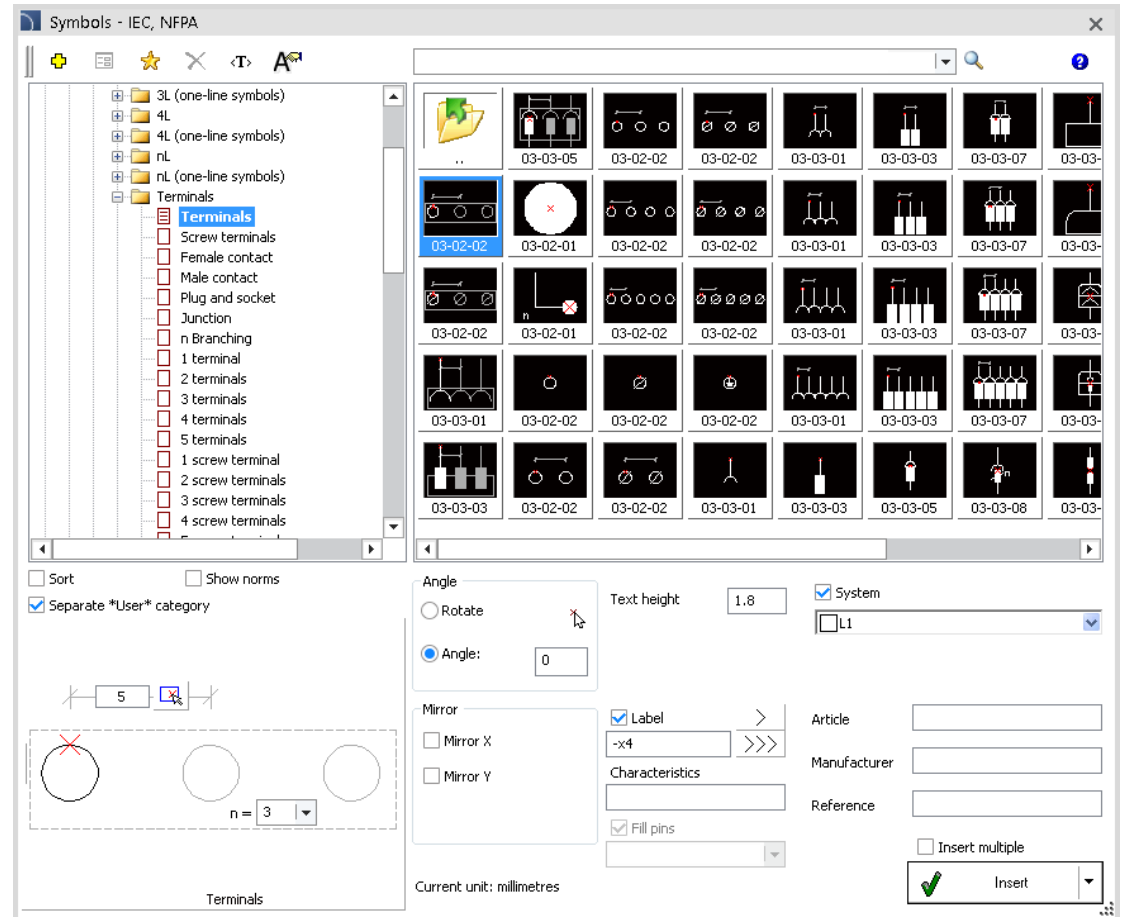 Symbols - IEC, NFPA
<T> A
?
3L (one-line symbols)
4L
4L (one-line symbols)
nL
nL (one-line symbols)
Terminals
Terminals
Screw terminals
Female contact
Male contact
Plug and socket
Junction
n Branching
1 terminal
2 terminals
3 terminals
4 terminals
5 terminals
1 screw terminal
2 screw terminals
3 screw terminals
4 screw terminals
.. 03-03-05 03-02-02 03-02-02 03-03-01 03-03-03 03-03-07 03-03-
03-02-02 03-02-01 03-02-02 03-02-02 03-03-01 03-03-03 03-03-07 03-03-
n
03-02-02 03-02-01 03-02-02 03-02-02 03-03-01 03-03-03 03-03-07 03-03-
03-03-01 03-02-02 03-02-02 03-02-02 03-03-01 03-03-03 03-03-07 03-03-
n
03-03-03 03-02-02 03-02-02 03-03-01 03-03-03 03-03-05 03-03-08 03-03-
Sort Show norms
Separate *User* category
5
n = 3
Terminals
Angle
Rotate
Angle: 0
Text height 1.8
System
L1
Mirror
Mirror X
Mirror Y
Label >
-x4 >>>
Characteristics
Fill pins
Article
Manufacturer
Reference
Insert multiple
Insert
Current unit: millimetres